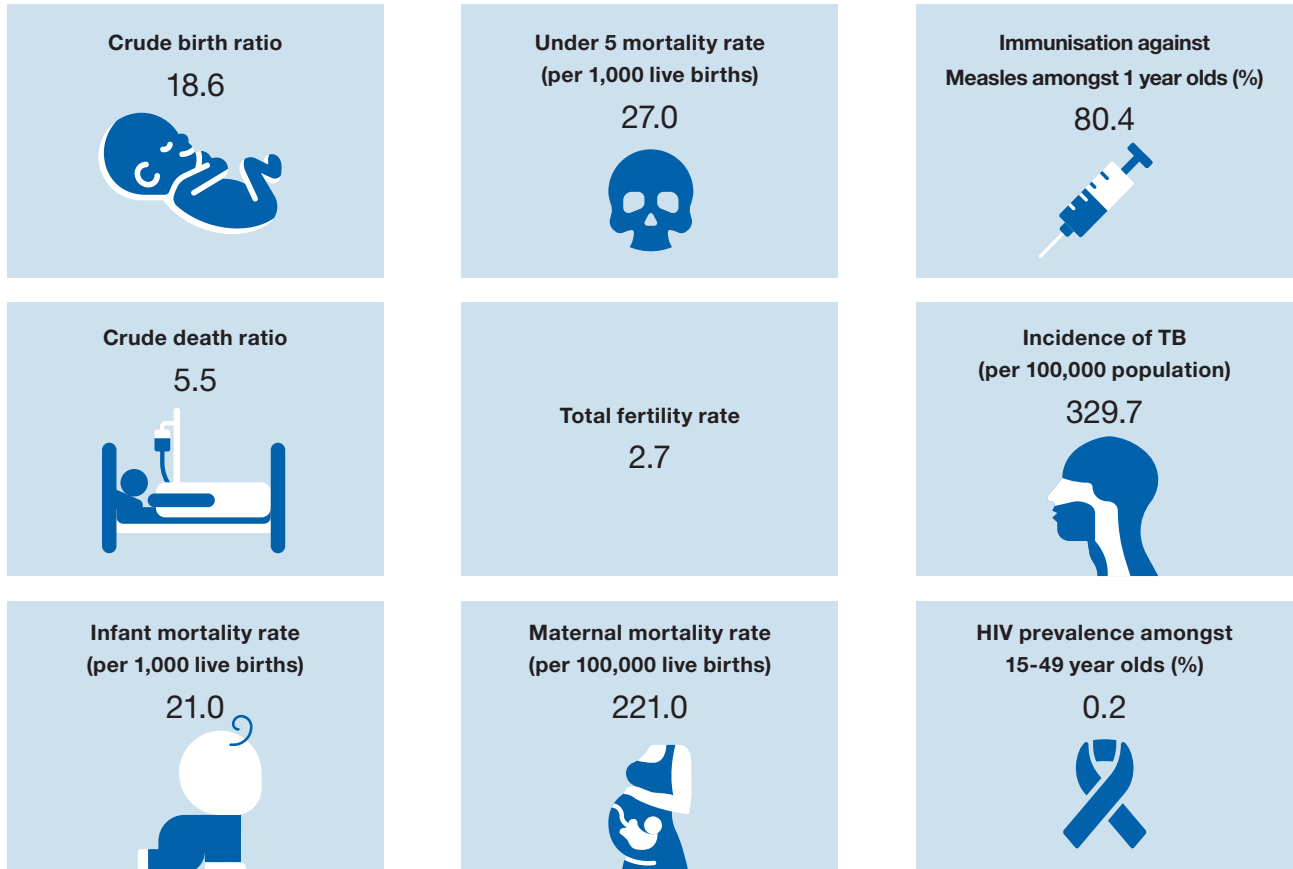 Crude birth ratio
18.6
Under 5 mortality rate
(per 1,000 live births)
27.0
Immunisation against
Measles amongst 1 year olds (%)
80.4
Crude death ratio
5.5
Total fertility rate
2.7
Incidence of TB
(per 100,000 population)
329.7
Infant mortality rate
(per 1,000 live births)
21.0
Maternal mortality rate
(per 100,000 live births)
221.0
HIV prevalence amongst
15-49 year olds (%)
0.2